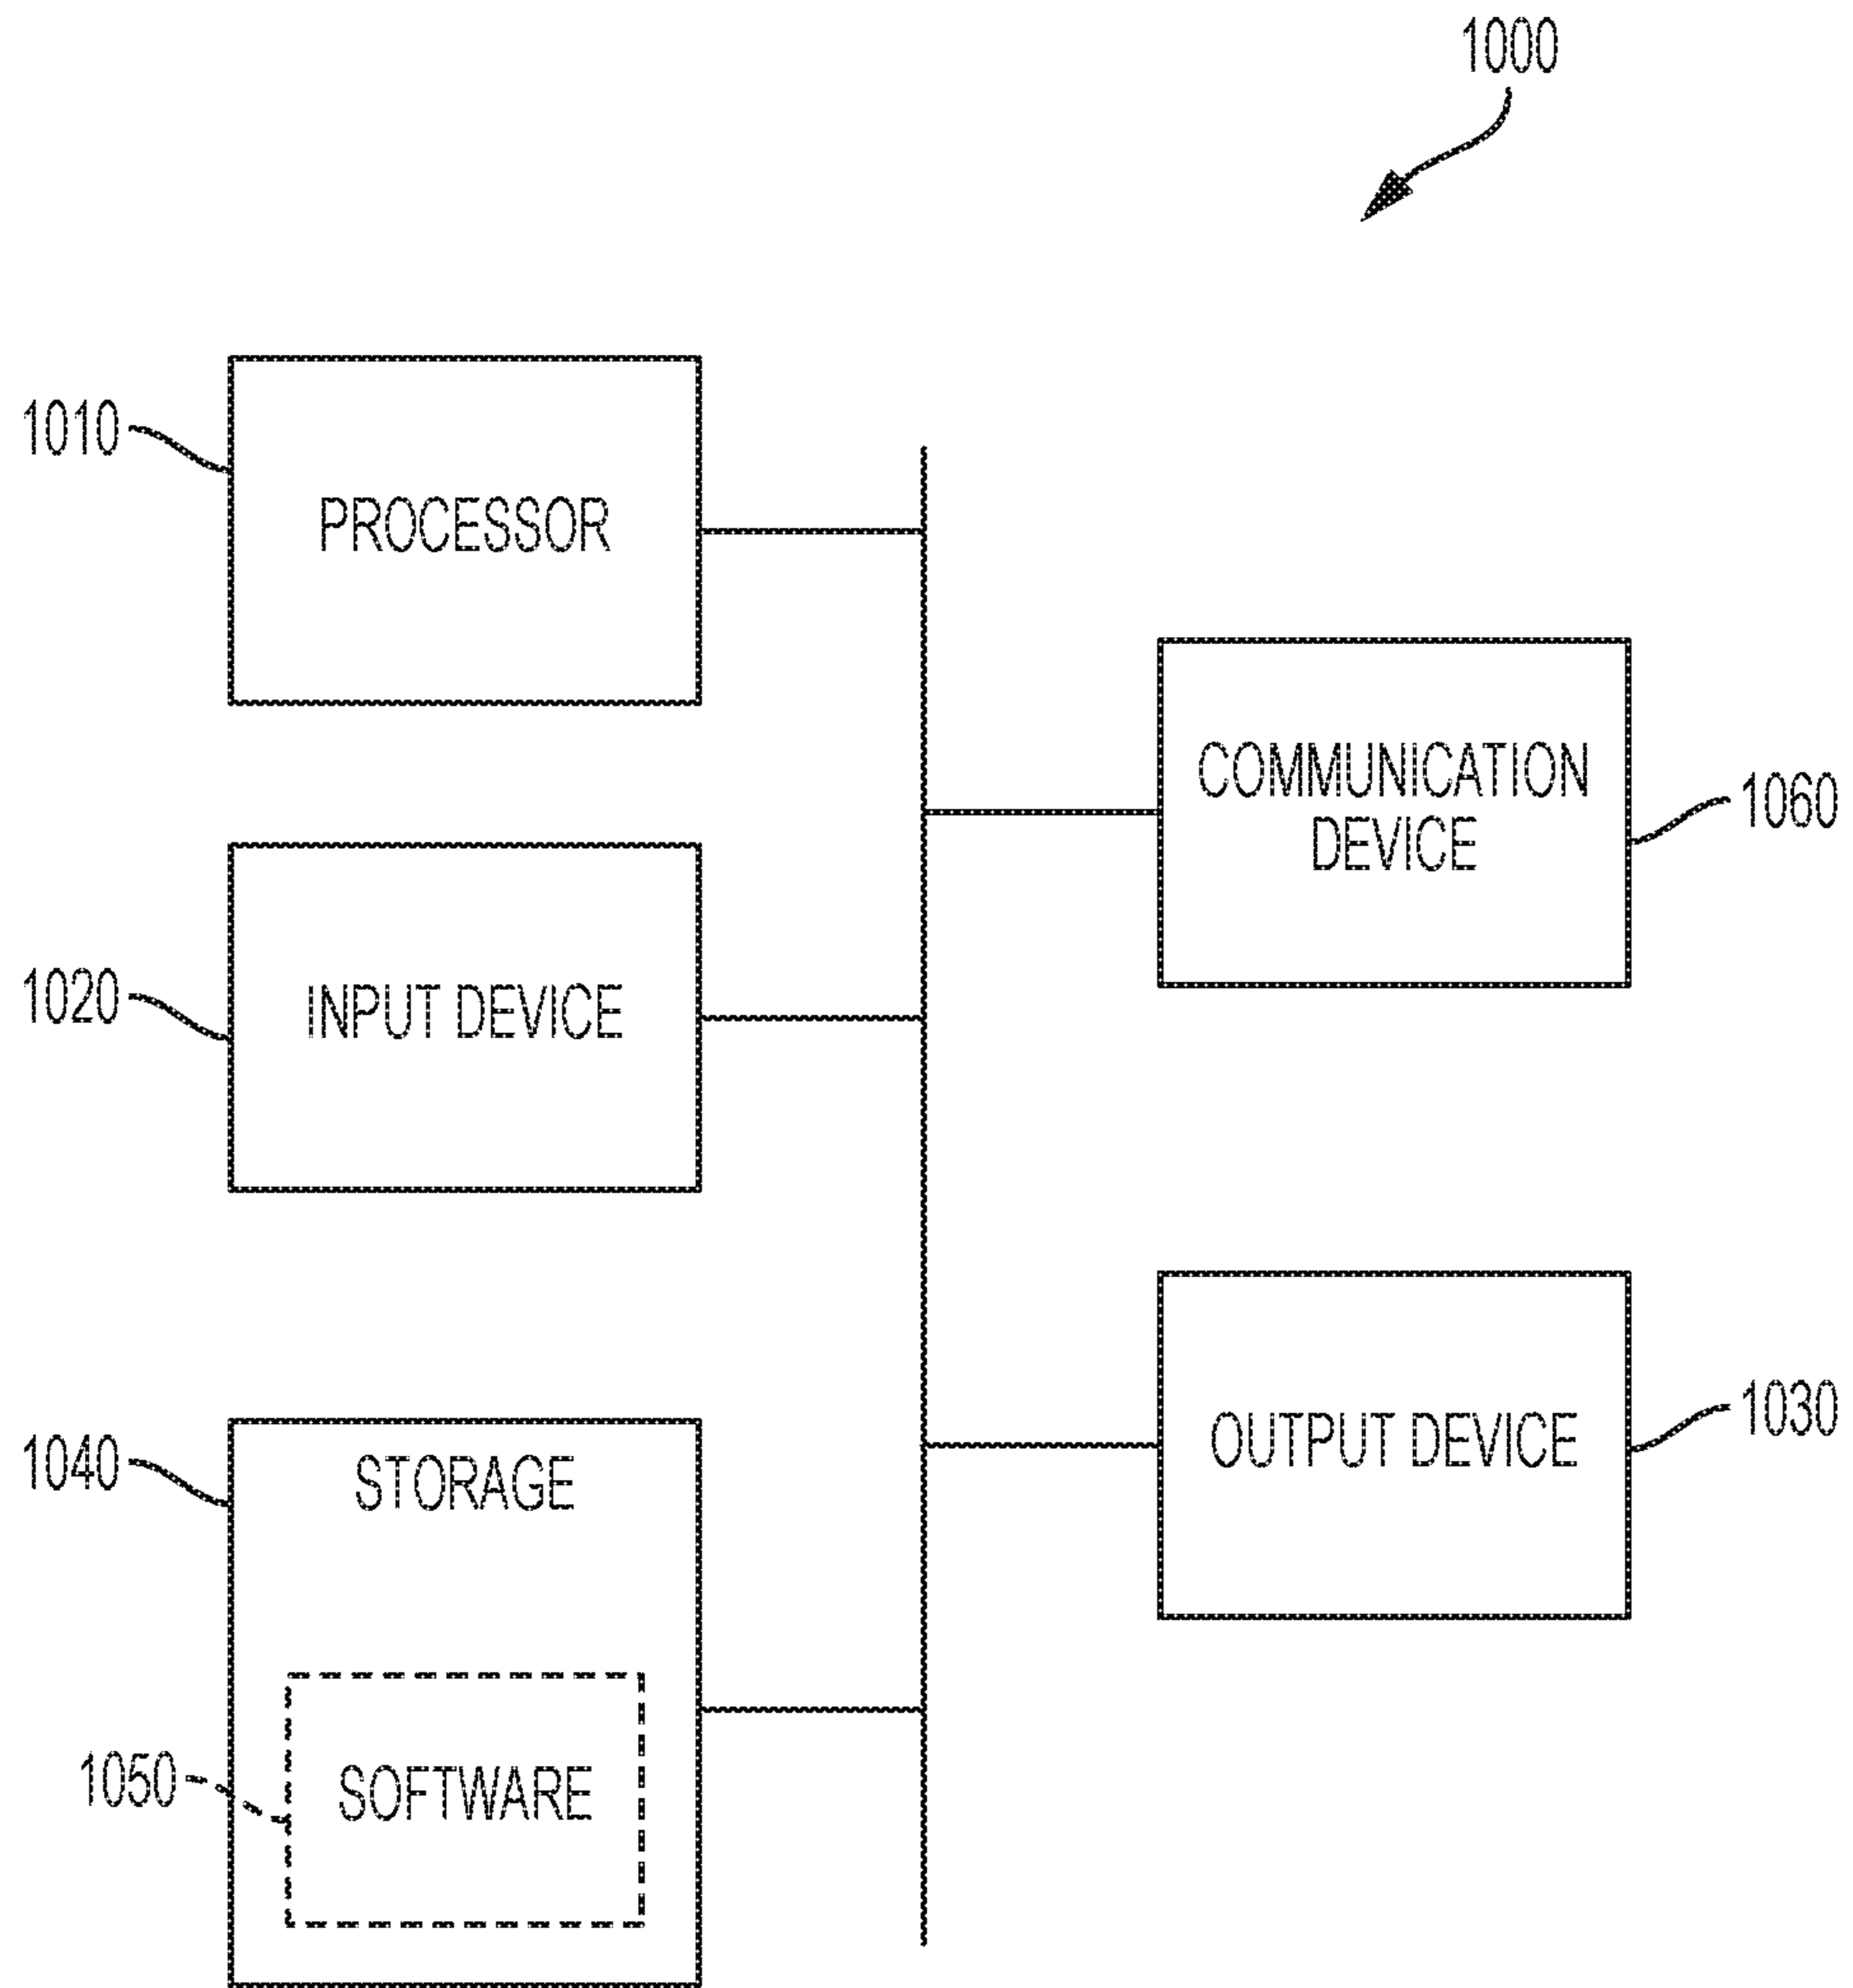 1000
1010
PROCESSOR
COMMUNICATION
DEVICE
1060
1020
INPUT DEVICE
1030
OUTPUT DEVICE
1040
STORAGE
1050
SOFTWARE